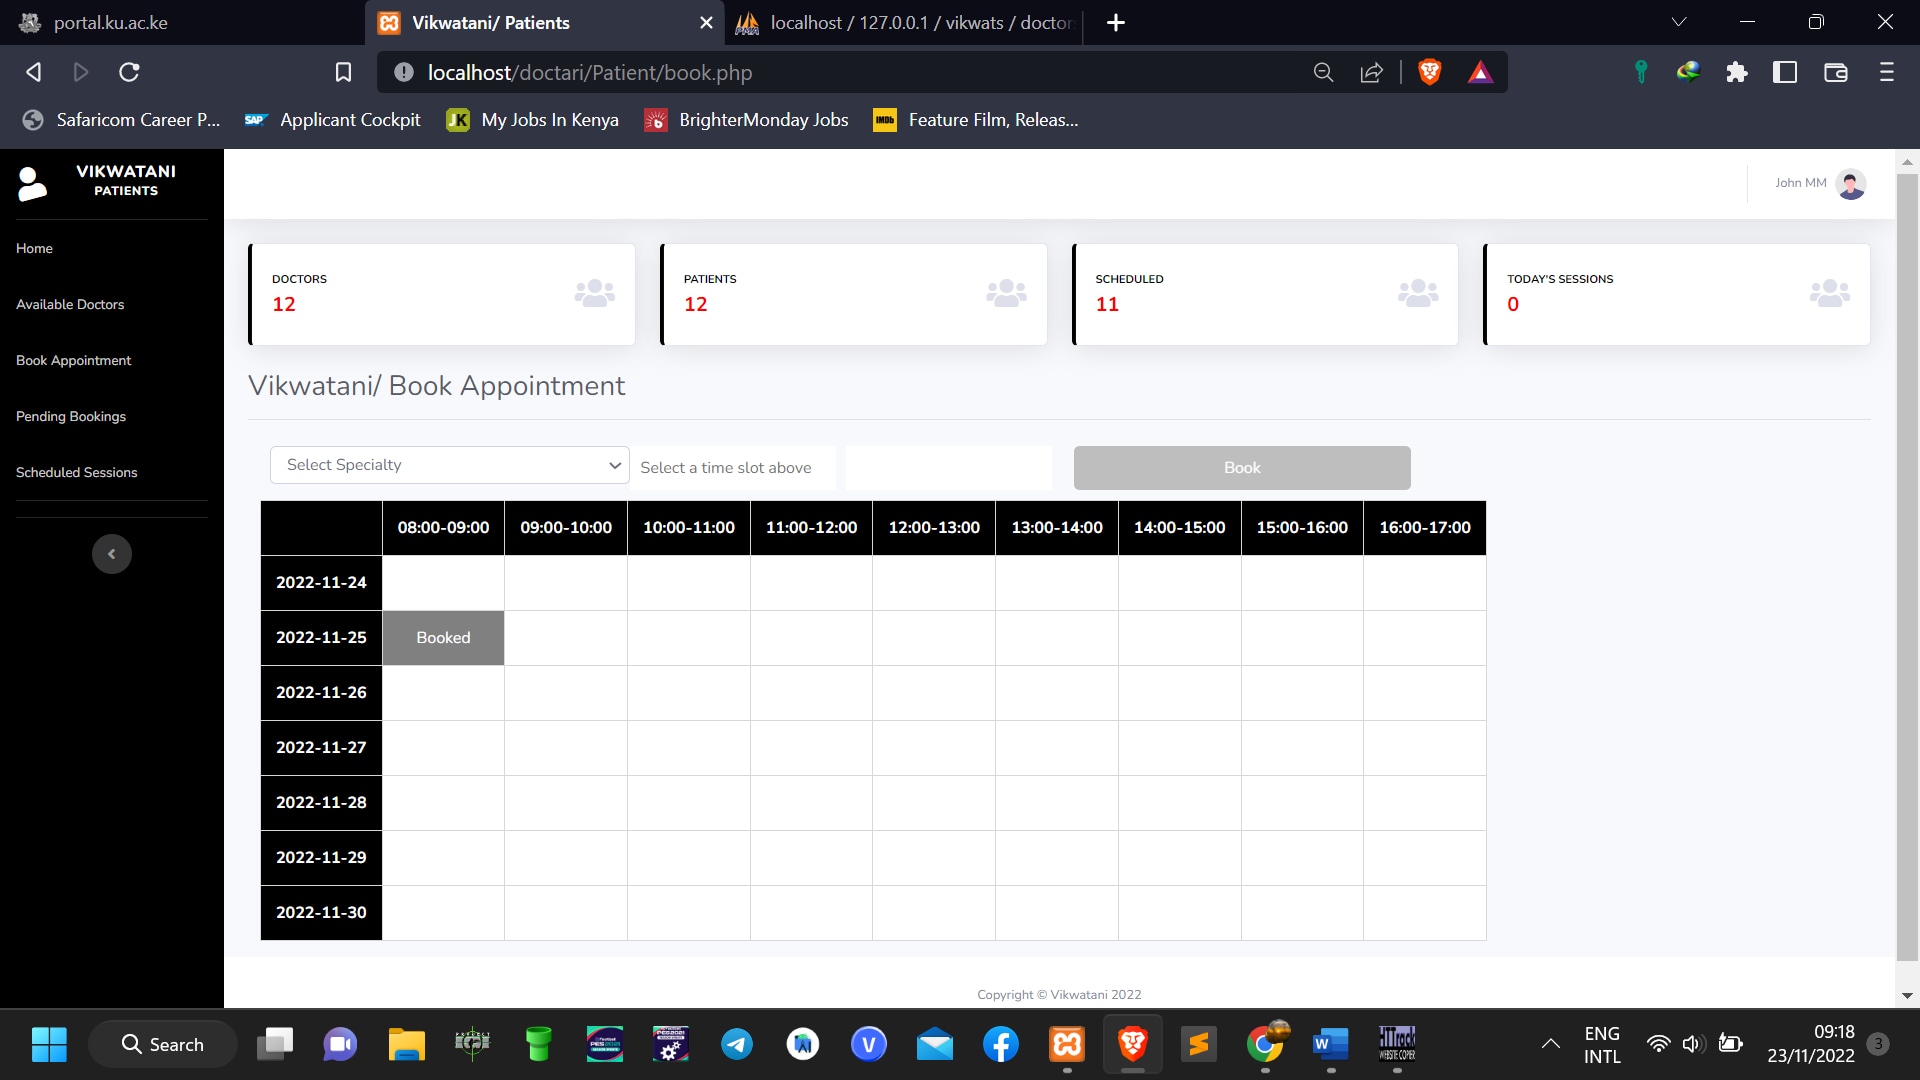 portal.ku.ac.ke
Vikwatani/ Patients
localhost / 127.0.0.1 / vikwats / doctor
localhost/doctari/Patient/book.php
Safaricom Career P...
SAP
Applicant Cockpit
JK
My Jobs In Kenya
BrighterMonday Jobs
IMDb
Feature Film, Releas...
VIKWATANI
PATIENTS
John MM
Home
Available Doctors
Book Appointment
Pending Bookings
Scheduled Sessions
DOCTORS
12
PATIENTS
12
SCHEDULED
11
TODAY'S SESSIONS
0
Vikwatani/ Book Appointment
Select Specialty
Select a time slot above
Book
08:00-09:00 09:00-10:00 10:00-11:00 11:00-12:00 12:00-13:00 13:00-14:00 14:00-15:00 15:00-16:00 16:00-17:00
2022-11-24
2022-11-25 Booked
2022-11-26
2022-11-27
2022-11-28
2022-11-29
2022-11-30
Copyright © Vikwatani 2022
Search
ENG
INTL
09:18
23/11/2022
3